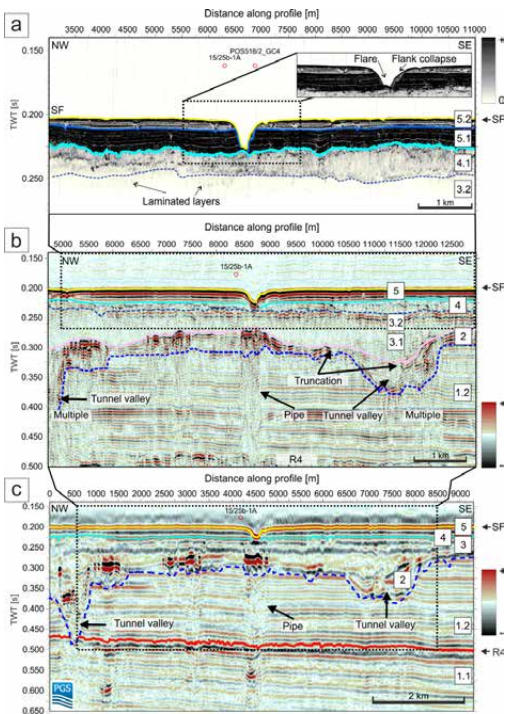 a
Distance along profile [m]
3500 4000 4500 5000 5500 6000 6500 7000 7500 8000 8500 9000 9500 10000 11000
0.150
NW
SE
POS518/2_GC4
15/25b-1A
Flare
Flank collapse
TWT [s]
0.200
SF
5.2
SF
5.1
4.1
0.250
3.2
Laminated layers
1 km
0
b
Distance along profile [m]
5000 5500 6000 6500 7000 7500 8000 8500 9000 9500 10000 10500 11000 11500 12000 12500
0.150
NW
SE
15/25b-1A
0.200
5
SF
4
0.250
3.2
3.1
2
0.300
TWT [s]
Truncation
0.350
1.2
0.400
Tunnel valley
Pipe
Tunnel valley
Multiple
Multiple
0.450
R4
1 km
0.500
c
Distance along profile [m]
0 500 1000 1500 2000 2500 3000 3500 4000 4500 5000 5500 6000 6500 7000 7500 8000 8500 9000
0.150
NW
SE
15/25b-1A
0.200
5
SF
4
3
0.250
0.300
2
0.350
TWT [s]
0.400
Tunnel valley
Pipe
Tunnel valley
1.2
0.450
0.500
R4
0.550
1.1
0.600
PGS
2 km
0.650